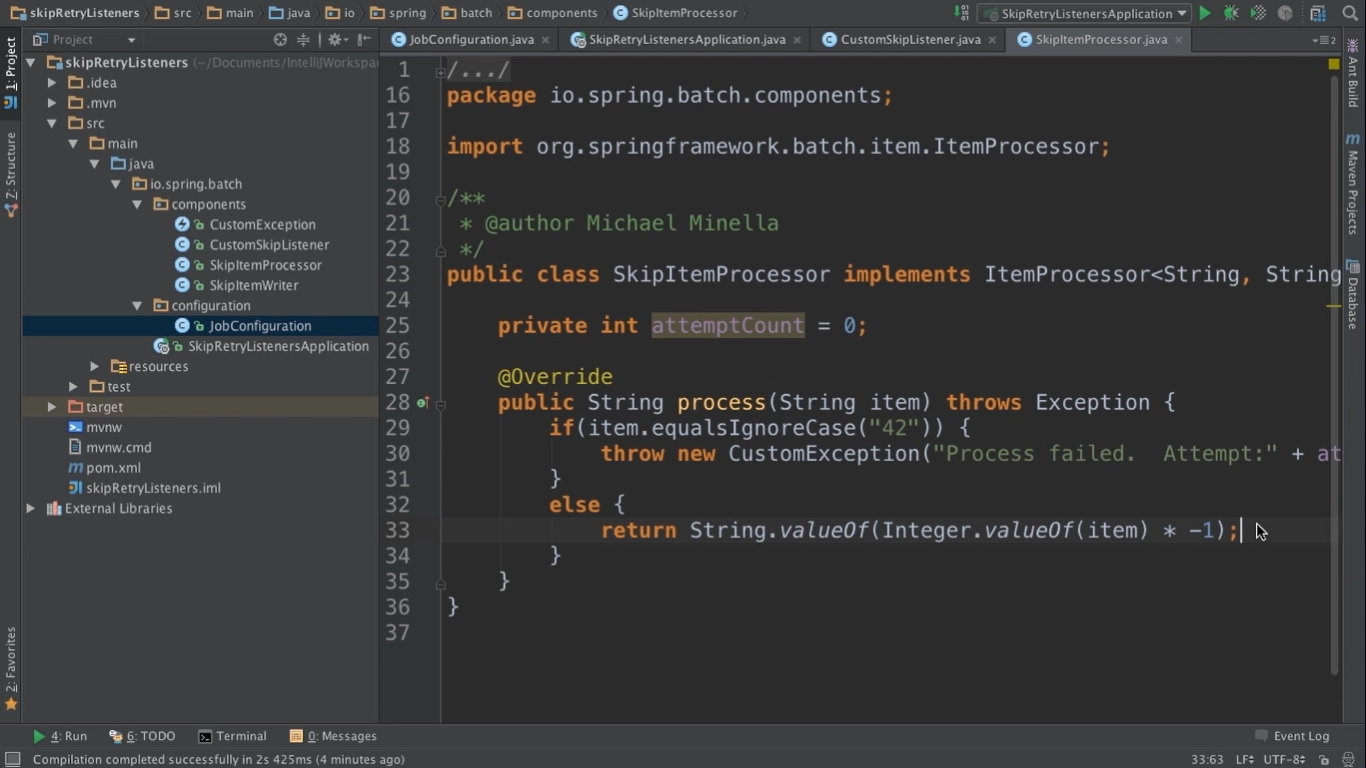 skipRetryListeners src main java io spring batch components SkipItemProcessor SkipRetryListenersApplication
Project JobConfiguration.java SkipRetryListenersApplication.java CustomSkipListener.java SkipItemProcessor.java 2
1: Project
Z: Structure
2: Favorites
skipRetryListeners (~/Documents/IntelliJWorkspa
.idea
.mvn
src
main
java
io.spring.batch
components
CustomException
CustomSkipListener
SkipItemProcessor
SkipItemWriter
configuration
JobConfiguration
SkipRetryListenersApplication
resources
test
target
mvnw
mvnw.cmd
pom.xml
skipRetryListeners.iml
External Libraries
1 /.../
16 package io.spring.batch.components;
17
18 import org.springframework.batch.item.ItemProcessor;
19
20 /**
21 * @author Michael Minella
22 */
23 public class SkipItemProcessor implements ItemProcessor<String, String
24
25 private int attemptCount = 0;
26
27 @Override
28 public String process(String item) throws Exception {
29 if(item.equalsIgnoreCase("42")) {
30 throw new CustomException("Process failed.  Attempt:" + at
31 }
32 else {
33 return String.valueOf(Integer.valueOf(item) * -1);
34 }
35 }
36 }
37
Ant Build
Maven Projects
Database
4: Run 6: TODO Terminal 0: Messages Event Log
Compilation completed successfully in 2s 425ms (4 minutes ago) 33:63 LF UTF-8